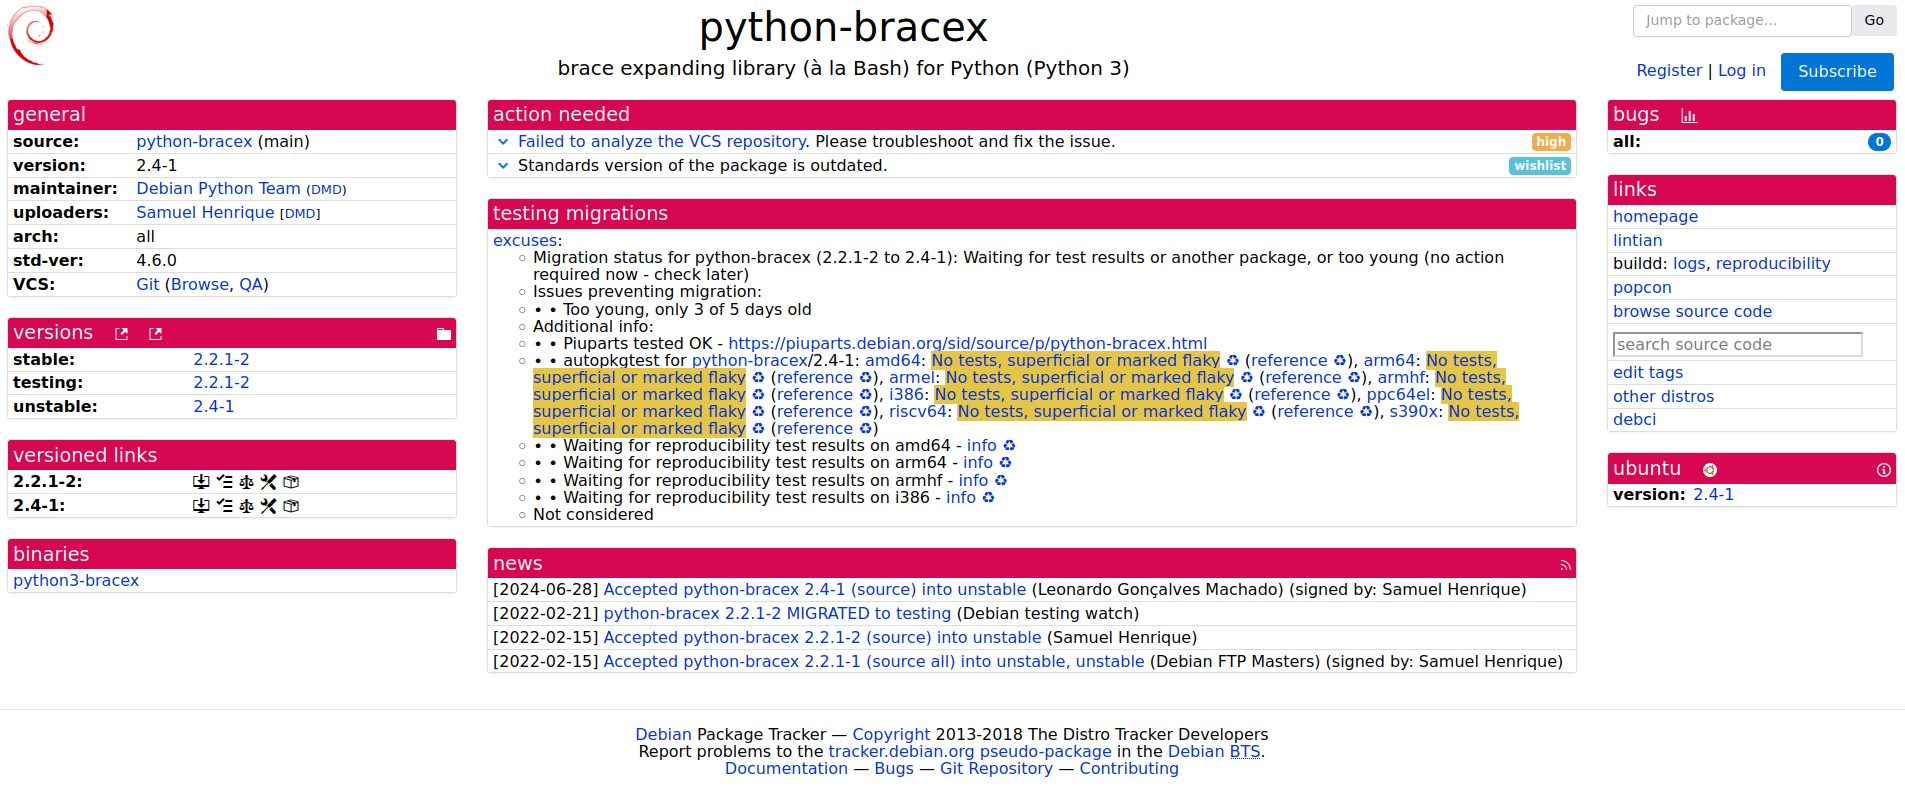 python-bracex
brace expanding library (à la Bash) for Python (Python 3)
Jump to package...
Go
Register | Log in
Subscribe
general
source: python-bracex (main)
version: 2.4-1
maintainer: Debian Python Team (DMD)
uploaders: Samuel Henrique [DMD]
arch: all
std-ver: 4.6.0
VCS: Git (Browse, QA)
versions
stable: 2.2.1-2
testing: 2.2.1-2
unstable: 2.4-1
versioned links
2.2.1-2:
2.4-1:
binaries
python3-bracex
action needed
Failed to analyze the VCS repository. Please troubleshoot and fix the issue. high
Standards version of the package is outdated. wishlist
testing migrations
excuses:
◦ Migration status for python-bracex (2.2.1-2 to 2.4-1): Waiting for test results or another package, or too young (no action
required now - check later)
◦ Issues preventing migration:
◦ • • Too young, only 3 of 5 days old
◦ Additional info:
◦ • • Piuparts tested OK - https://piuparts.debian.org/sid/source/p/python-bracex.html
◦ • • autopkgtest for python-bracex/2.4-1: amd64: No tests, superficial or marked flaky ♻ (reference ♻), arm64: No tests,
superficial or marked flaky ♻ (reference ♻), armel: No tests, superficial or marked flaky ♻ (reference ♻), armhf: No tests,
superficial or marked flaky ♻ (reference ♻), i386: No tests, superficial or marked flaky ♻ (reference ♻), ppc64el: No tests,
superficial or marked flaky ♻ (reference ♻), riscv64: No tests, superficial or marked flaky ♻ (reference ♻), s390x: No tests,
superficial or marked flaky ♻ (reference ♻)
◦ • • Waiting for reproducibility test results on amd64 - info ♻
◦ • • Waiting for reproducibility test results on arm64 - info ♻
◦ • • Waiting for reproducibility test results on armhf - info ♻
◦ • • Waiting for reproducibility test results on i386 - info ♻
◦ Not considered
news
[2024-06-28] Accepted python-bracex 2.4-1 (source) into unstable (Leonardo Gonçalves Machado) (signed by: Samuel Henrique)
[2022-02-21] python-bracex 2.2.1-2 MIGRATED to testing (Debian testing watch)
[2022-02-15] Accepted python-bracex 2.2.1-2 (source) into unstable (Samuel Henrique)
[2022-02-15] Accepted python-bracex 2.2.1-1 (source all) into unstable, unstable (Debian FTP Masters) (signed by: Samuel Henrique)
bugs
all: 0
links
homepage
lintian
buildd: logs, reproducibility
popcon
browse source code
search source code
edit tags
other distros
debci
ubuntu
version: 2.4-1
Debian Package Tracker — Copyright 2013-2018 The Distro Tracker Developers
Report problems to the tracker.debian.org pseudo-package in the Debian BTS.
Documentation — Bugs — Git Repository — Contributing